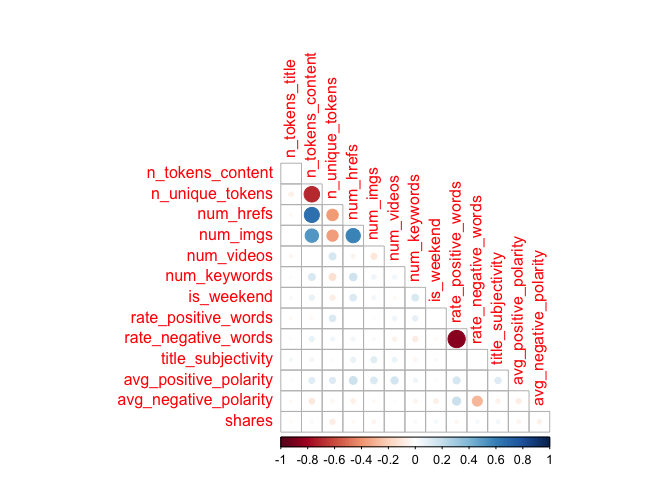 n_tokens_title
n_tokens_content
n_unique_tokens
num_hrefs
num_imgs
num_videos
num_keywords
is_weekend
rate_positive_words
rate_negative_words
title_subjectivity
avg_positive_polarity
avg_negative_polarity
n_tokens_content
n_unique_tokens
num_hrefs
num_imgs
num_videos
num_keywords
is_weekend
rate_positive_words
rate_negative_words
title_subjectivity
avg_positive_polarity
avg_negative_polarity
shares
-1 -0.8 -0.6 -0.4 -0.2 0 0.2 0.4 0.6 0.8 1